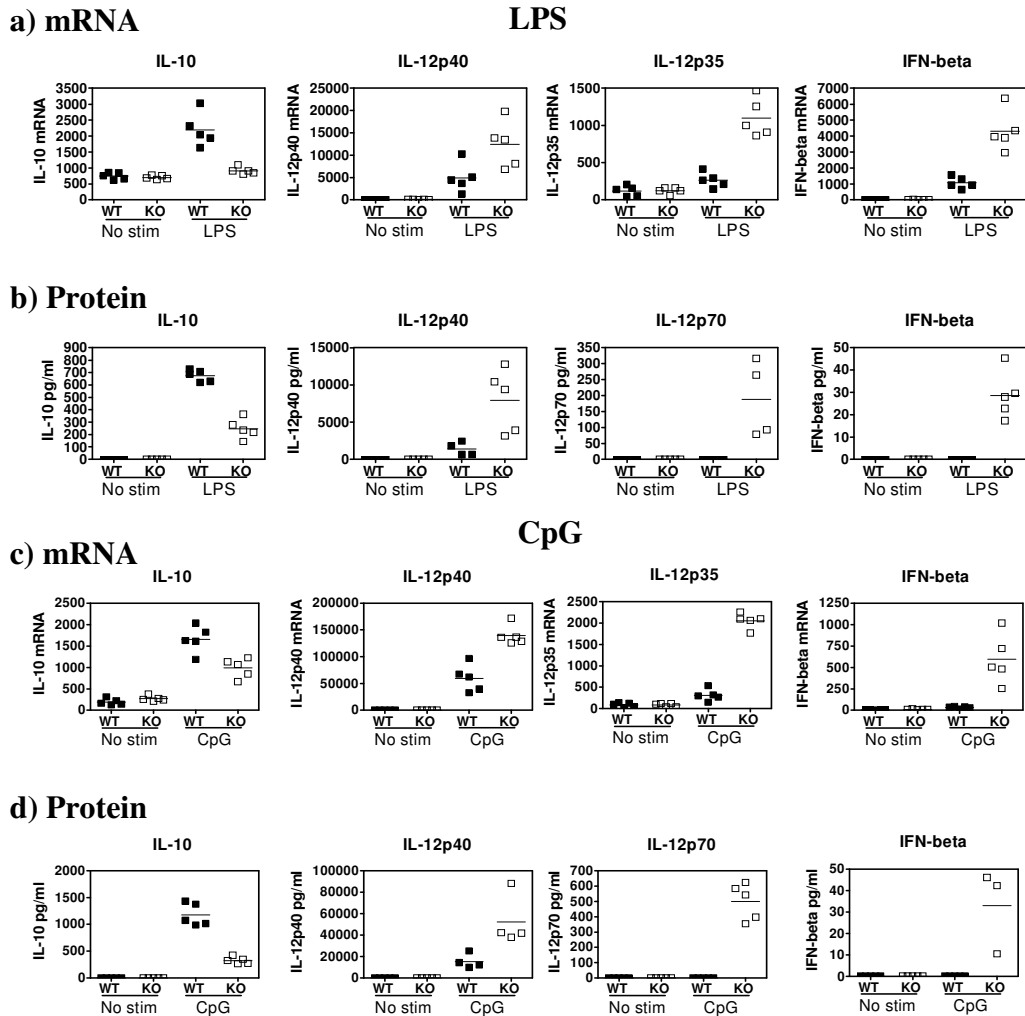 a) mRNA
LPS
IL-10
IL-12p40
IL-12p35
IFN-beta
IL-10 mRNA
3500
3000
2500
2000
1500
1000
500
0
WT KO WT KO
No stim LPS
IL-12p40 mRNA
25000
20000
15000
10000
5000
0
WT KO WT KO
No stim LPS
IL-12p35 mRNA
1500
1000
500
0
WT KO WT KO
No stim LPS
IFN-beta mRNA
7000
6000
5000
4000
3000
2000
1000
0
WT KO WT KO
No stim LPS
b) Protein
IL-10
IL-12p40
IL-12p70
IFN-beta
IL-10 pg/ml
900
800
700
600
500
400
300
200
100
0
WT KO WT KO
No stim LPS
IL-12p40 pg/ml
15000
10000
5000
0
WT KO WT KO
No stim LPS
IL-12p70 pg/ml
350
300
250
200
150
100
50
0
WT KO WT KO
No stim LPS
IFN-beta pg/ml
50
40
30
20
10
0
WT KO WT KO
No stim LPS
CpG
c) mRNA
IL-10
IL-12p40
IL-12p35
IFN-beta
IL-10 mRNA
2500
2000
1500
1000
500
0
WT KO WT KO
No stim CpG
IL-12p40 mRNA
200000
150000
100000
50000
0
WT KO WT KO
No stim CpG
IL-12p35 mRNA
2500
2000
1500
1000
500
0
WT KO WT KO
No stim CpG
IFN-beta mRNA
1250
1000
750
500
250
0
WT KO WT KO
No stim CpG
d) Protein
IL-10
IL-12p40
IL-12p70
IFN-beta
IL-10 pg/ml
2000
1500
1000
500
0
WT KO WT KO
No stim CpG
IL-12p40 pg/ml
100000
80000
60000
40000
20000
0
WT KO WT KO
No stim CpG
IL-12p70 pg/ml
700
600
500
400
300
200
100
0
WT KO WT KO
No stim CpG
IFN-beta pg/ml
50
40
30
20
10
0
WT KO WT KO
No stim CpG